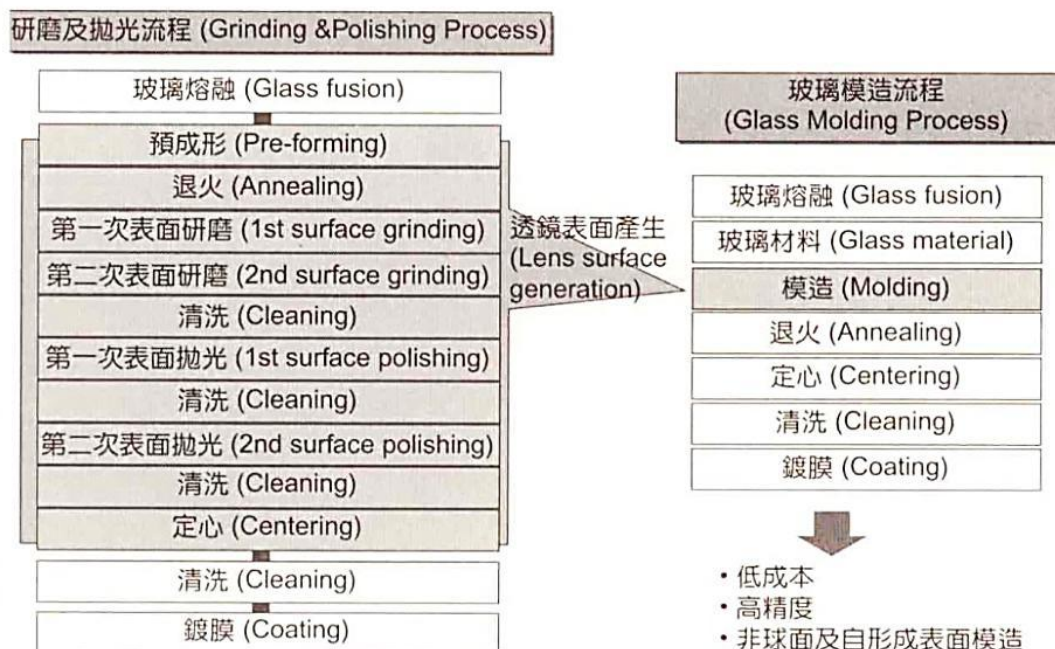 研磨及拋光流程 (Grinding &Polishing Process)
玻璃熔融 (Glass fusion)
預成形 (Pre-forming)
退火 (Annealing)
第一次表面研磨 (1st surface grinding)
第二次表面研磨 (2nd surface grinding)
清洗 (Cleaning)
第一次表面拋光 (1st surface polishing)
清洗 (Cleaning)
第二次表面拋光 (2nd surface polishing)
清洗 (Cleaning)
定心 (Centering)
清洗 (Cleaning)
鍍膜 (Coating)
透鏡表面產生
(Lens surface
generation)
玻璃模造流程
(Glass Molding Process)
玻璃熔融 (Glass fusion)
玻璃材料 (Glass material)
模造 (Molding)
退火 (Annealing)
定心 (Centering)
清洗 (Cleaning)
鍍膜 (Coating)
・低成本
・高精度
・非球面及自形成表面模造